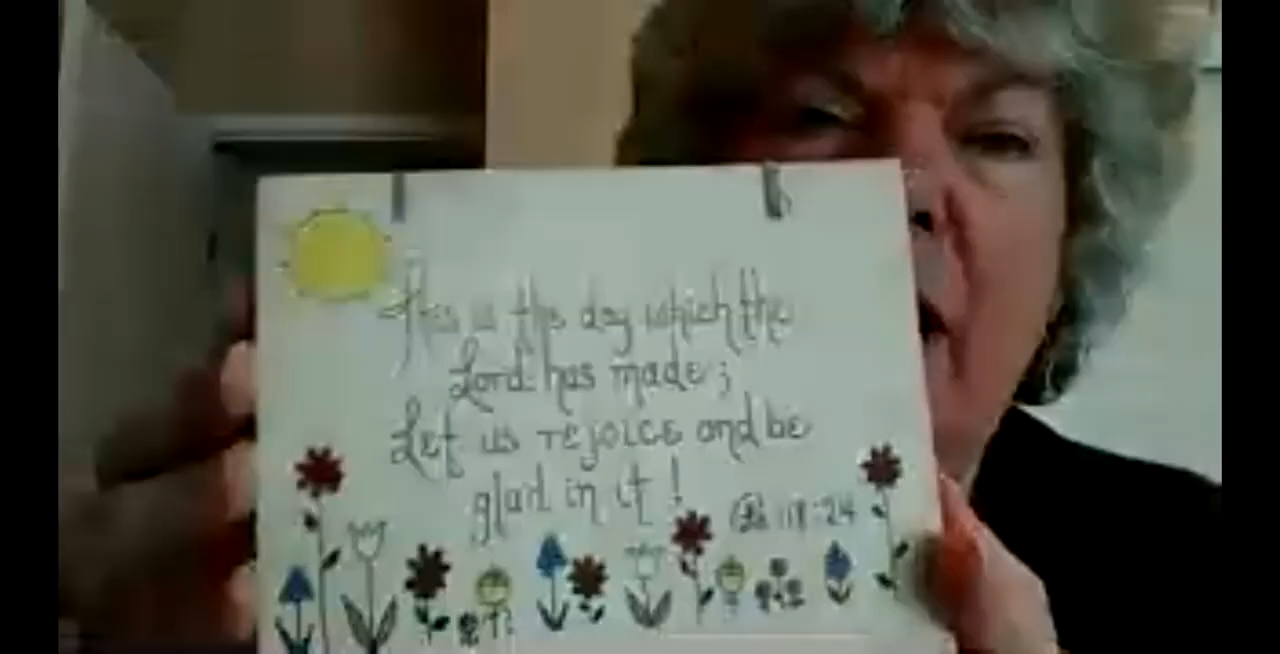 This is the day which the
Lord has made;
Let us rejoice and be
glad in it!
Ps 118:24